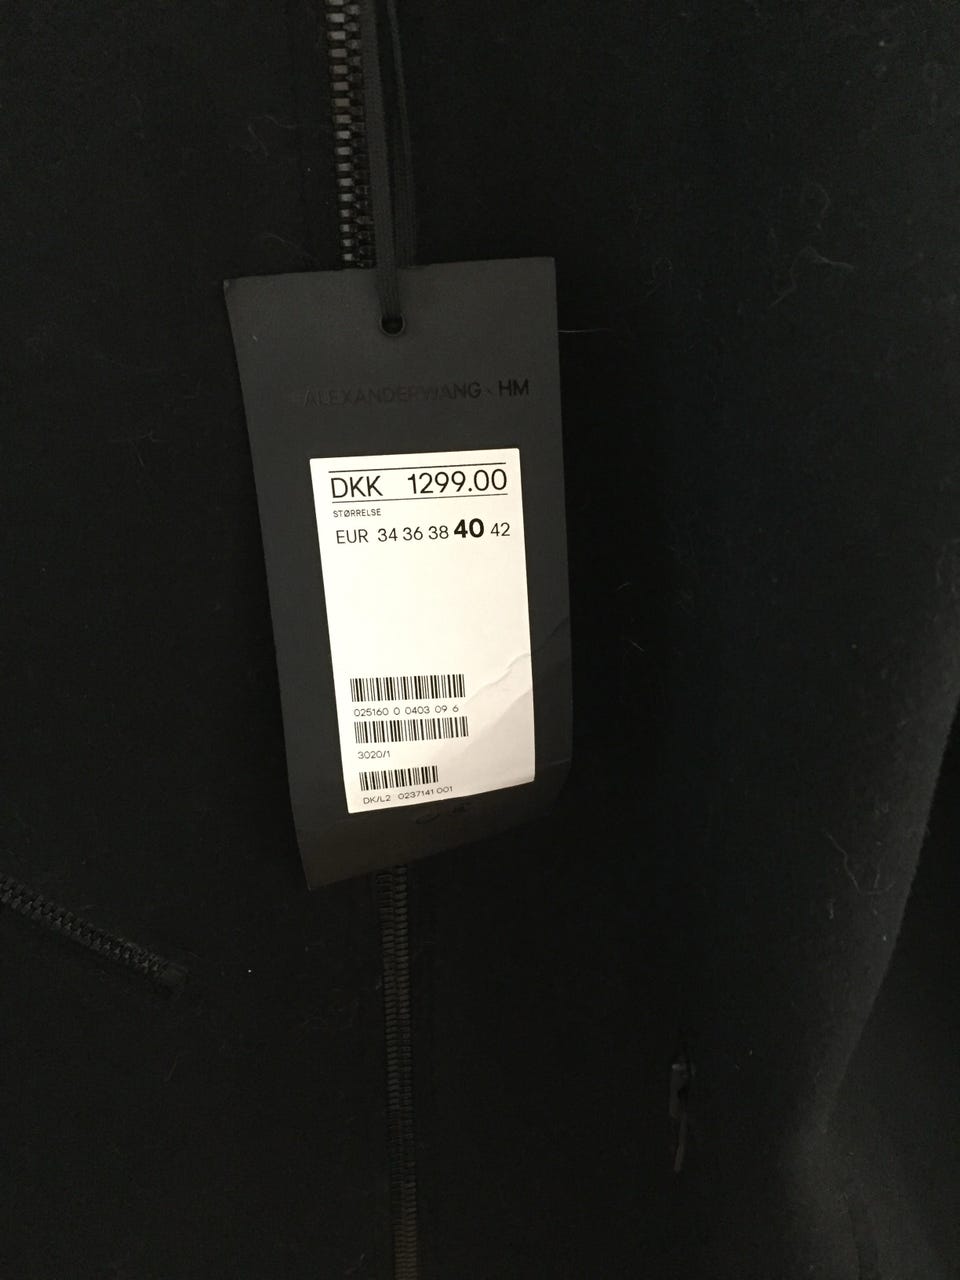 ALEXANDERWANG × HM
DKK 1299.00
STØRRELSE
EUR 34 36 38 40 42
025160 0 0403 09 6
3020/1
DK/L2 0237141 001